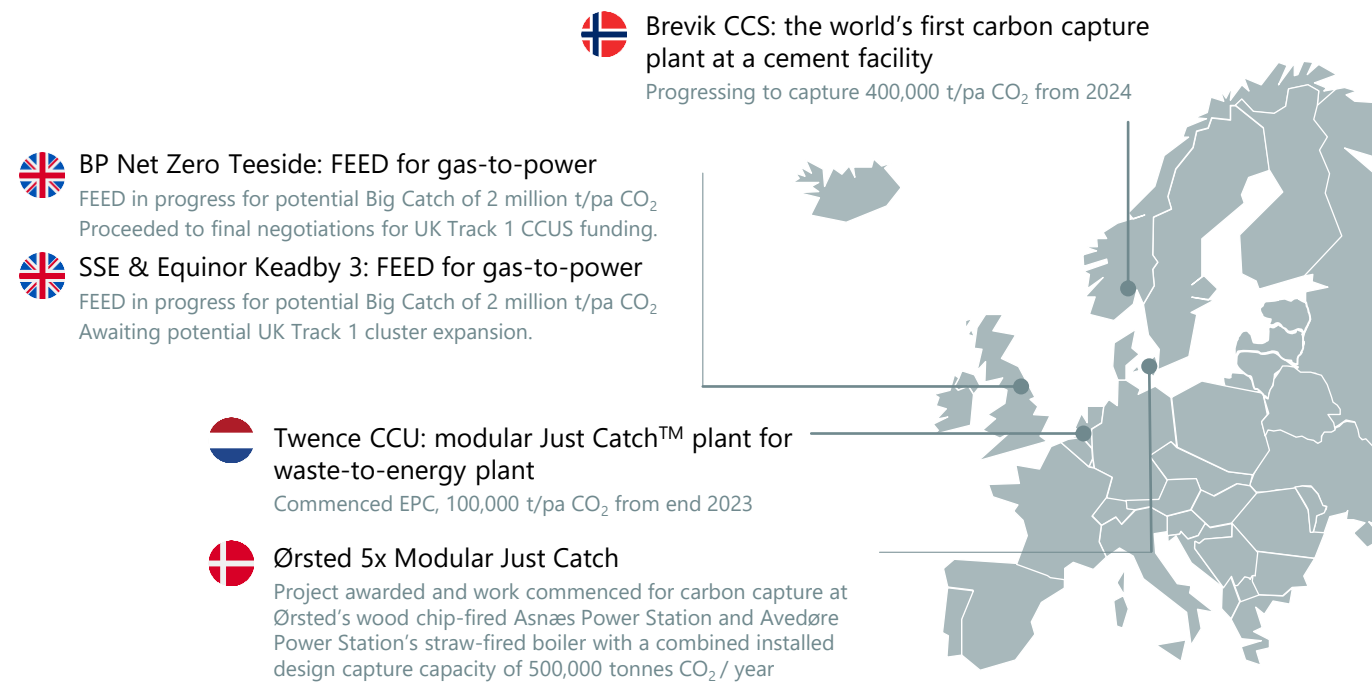 Brevik CCS: the world’s first carbon capture
plant at a cement facility
Progressing to capture 400,000 t/pa CO₂ from 2024
BP Net Zero Teeside: FEED for gas-to-power
FEED in progress for potential Big Catch of 2 million t/pa CO₂
Proceeded to final negotiations for UK Track 1 CCUS funding.
SSE & Equinor Keadby 3: FEED for gas-to-power
FEED in progress for potential Big Catch of 2 million t/pa CO₂
Awaiting potential UK Track 1 cluster expansion.
Twence CCU: modular Just Catch™ plant for
waste-to-energy plant
Commenced EPC, 100,000 t/pa CO₂ from end 2023
Ørsted 5x Modular Just Catch
Project awarded and work commenced for carbon capture at
Ørsted’s wood chip-fired Asnæs Power Station and Avedøre
Power Station’s straw-fired boiler with a combined installed
design capture capacity of 500,000 tonnes CO₂ / year